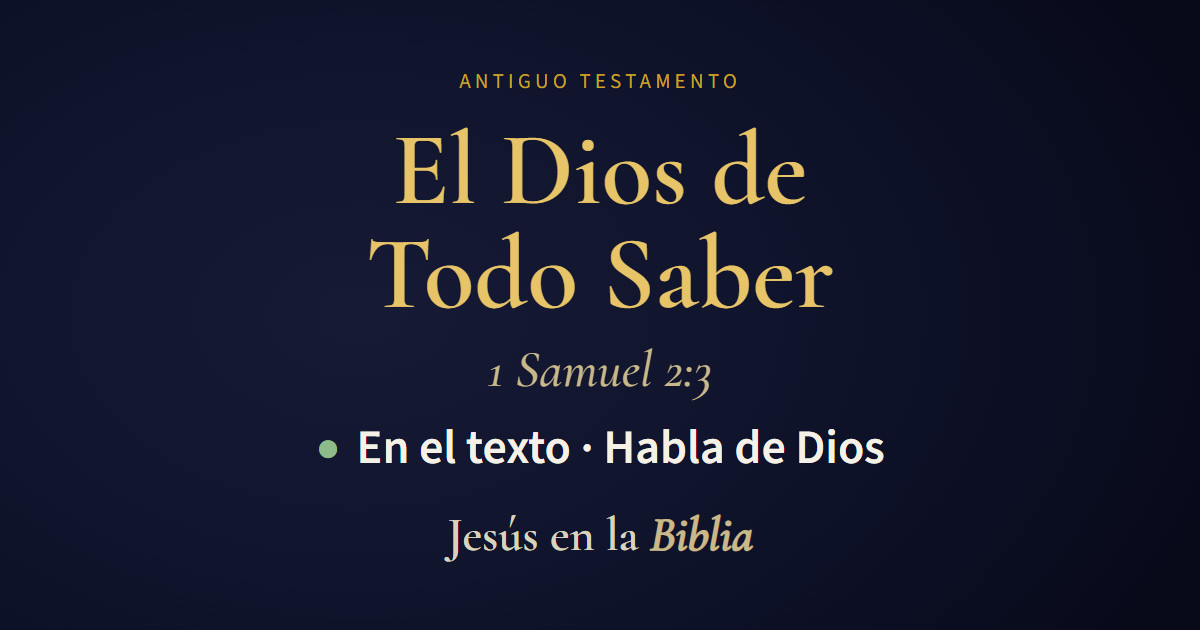 ANTIGUO TESTAMENTO
El Dios de
Todo Saber
1 Samuel 2:3
En el texto · Habla de Dios
Jesús en la Biblia